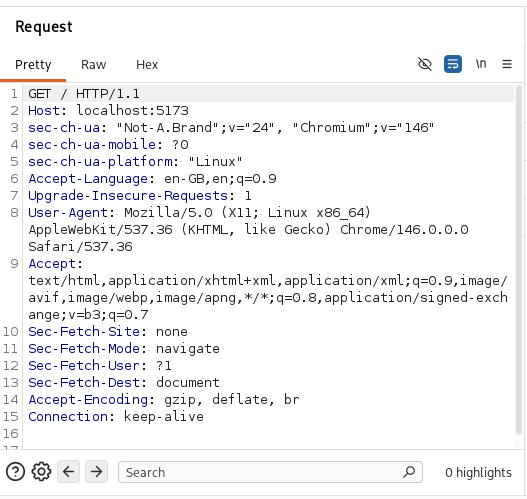 Request
Pretty Raw Hex \n
1 GET / HTTP/1.1
2 Host: localhost:5173
3 sec-ch-ua: "Not-A.Brand";v="24", "Chromium";v="146"
4 sec-ch-ua-mobile: ?0
5 sec-ch-ua-platform: "Linux"
6 Accept-Language: en-GB,en;q=0.9
7 Upgrade-Insecure-Requests: 1
8 User-Agent: Mozilla/5.0 (X11; Linux x86_64)
AppleWebKit/537.36 (KHTML, like Gecko) Chrome/146.0.0.0
Safari/537.36
9 Accept:
text/html,application/xhtml+xml,application/xml;q=0.9,image/
avif,image/webp,image/apng,*/*;q=0.8,application/signed-exch
ange;v=b3;q=0.7
10 Sec-Fetch-Site: none
11 Sec-Fetch-Mode: navigate
12 Sec-Fetch-User: ?1
13 Sec-Fetch-Dest: document
14 Accept-Encoding: gzip, deflate, br
15 Connection: keep-alive
16
17
Search 0 highlights